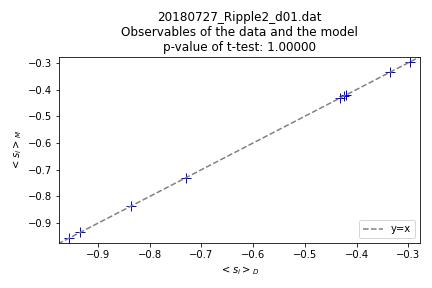 20180727_Ripple2_d01.dat
Observables of the data and the model
p-value of t-test: 1.00000
−0.3
−0.4
−0.5
−0.6
−0.7
−0.8
−0.9
< s_i >_M
y=x
−0.9 −0.8 −0.7 −0.6 −0.5 −0.4 −0.3
< s_i >_D